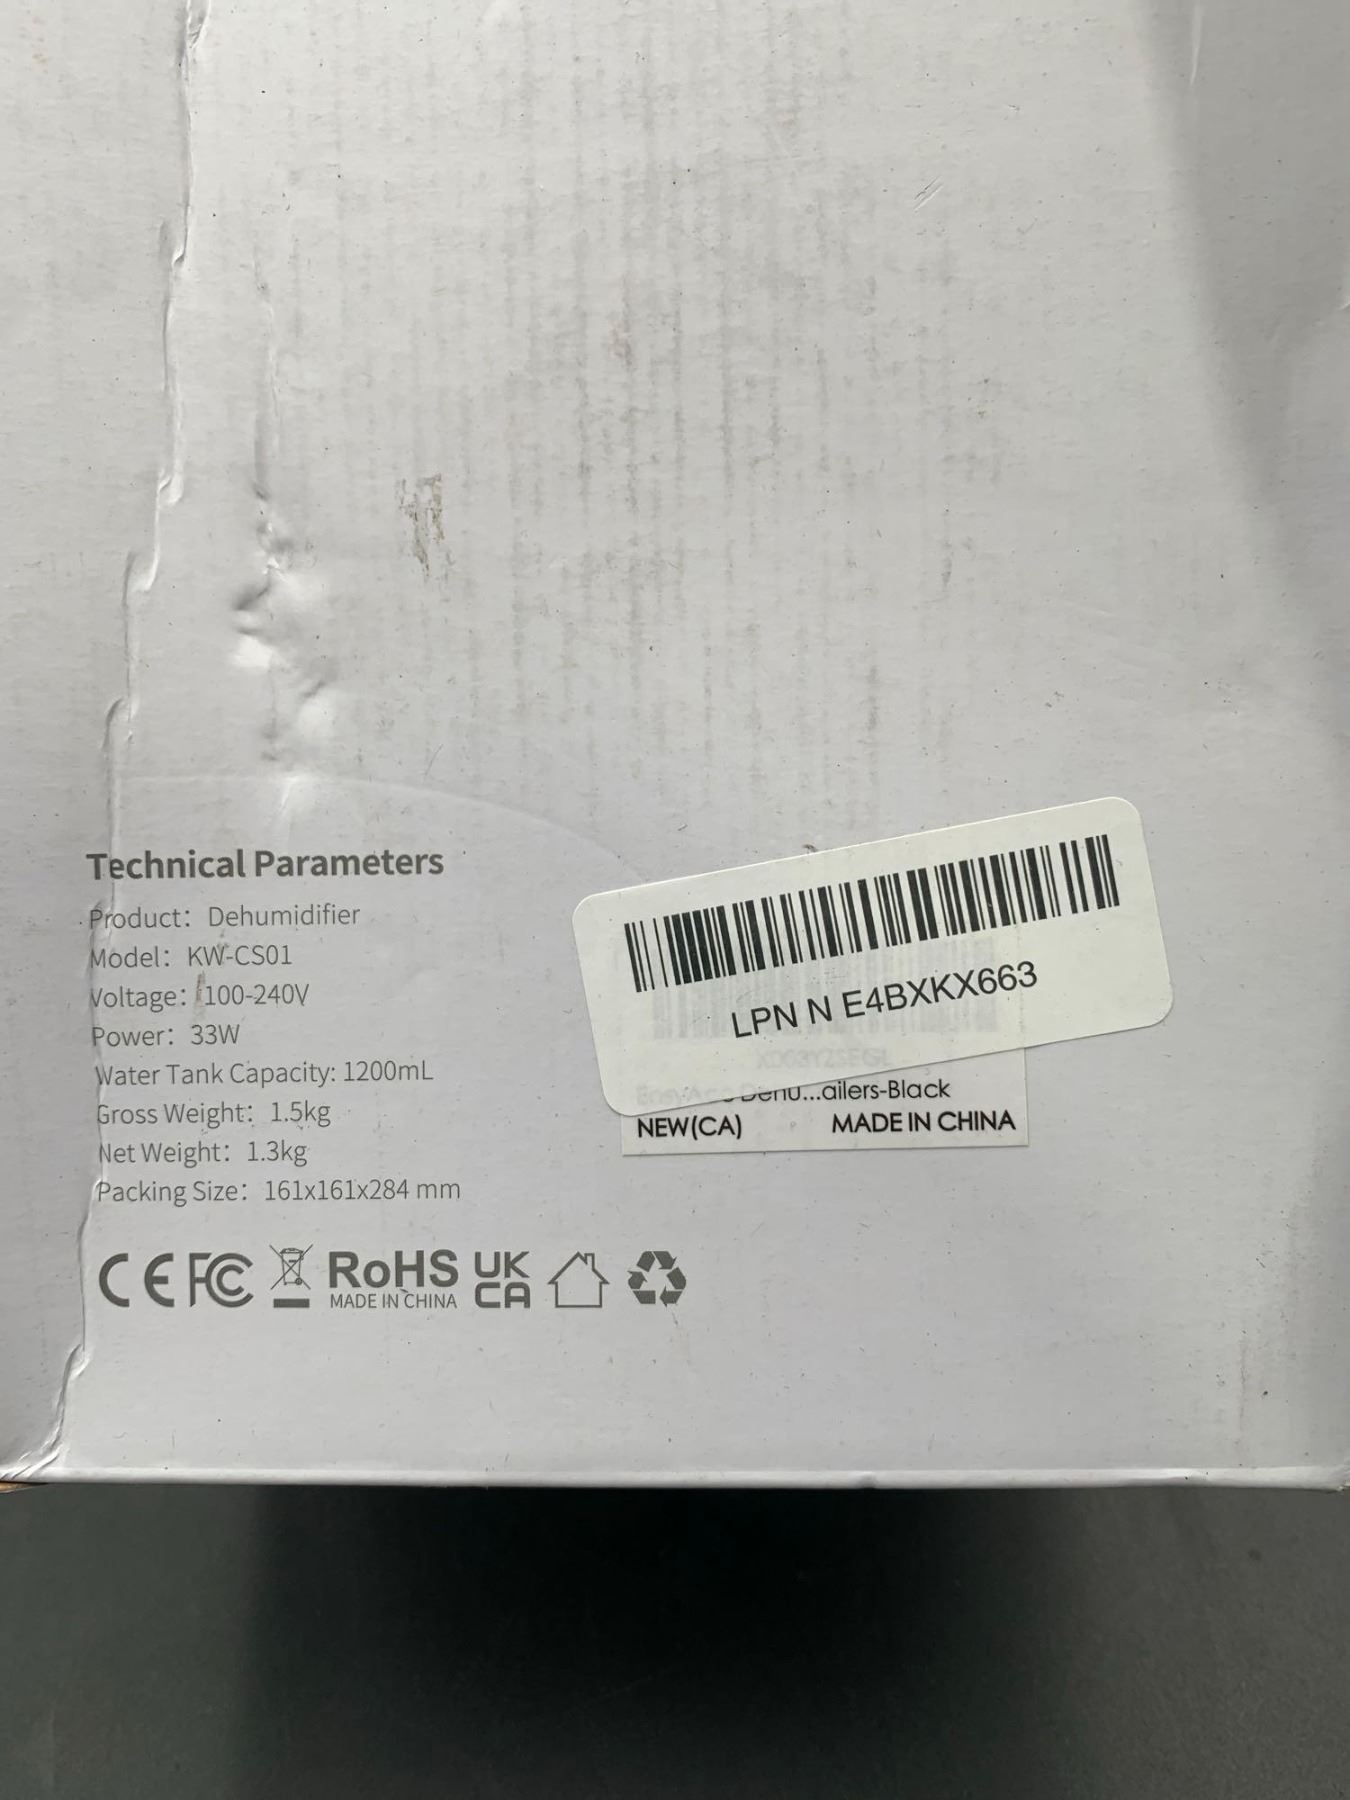 Technical Parameters
Product: Dehumidifier
Model: KW-CS01
Voltage: 100-240V
Power: 33W
Water Tank Capacity: 1200mL
Gross Weight: 1.5kg
Net Weight: 1.3kg
Packing Size: 161x161x284 mm
CE FC RoHS UK
MADE IN CHINA CA
LPN N E4BXKX663
Dehu...ailers-Black
NEW(CA) MADE IN CHINA